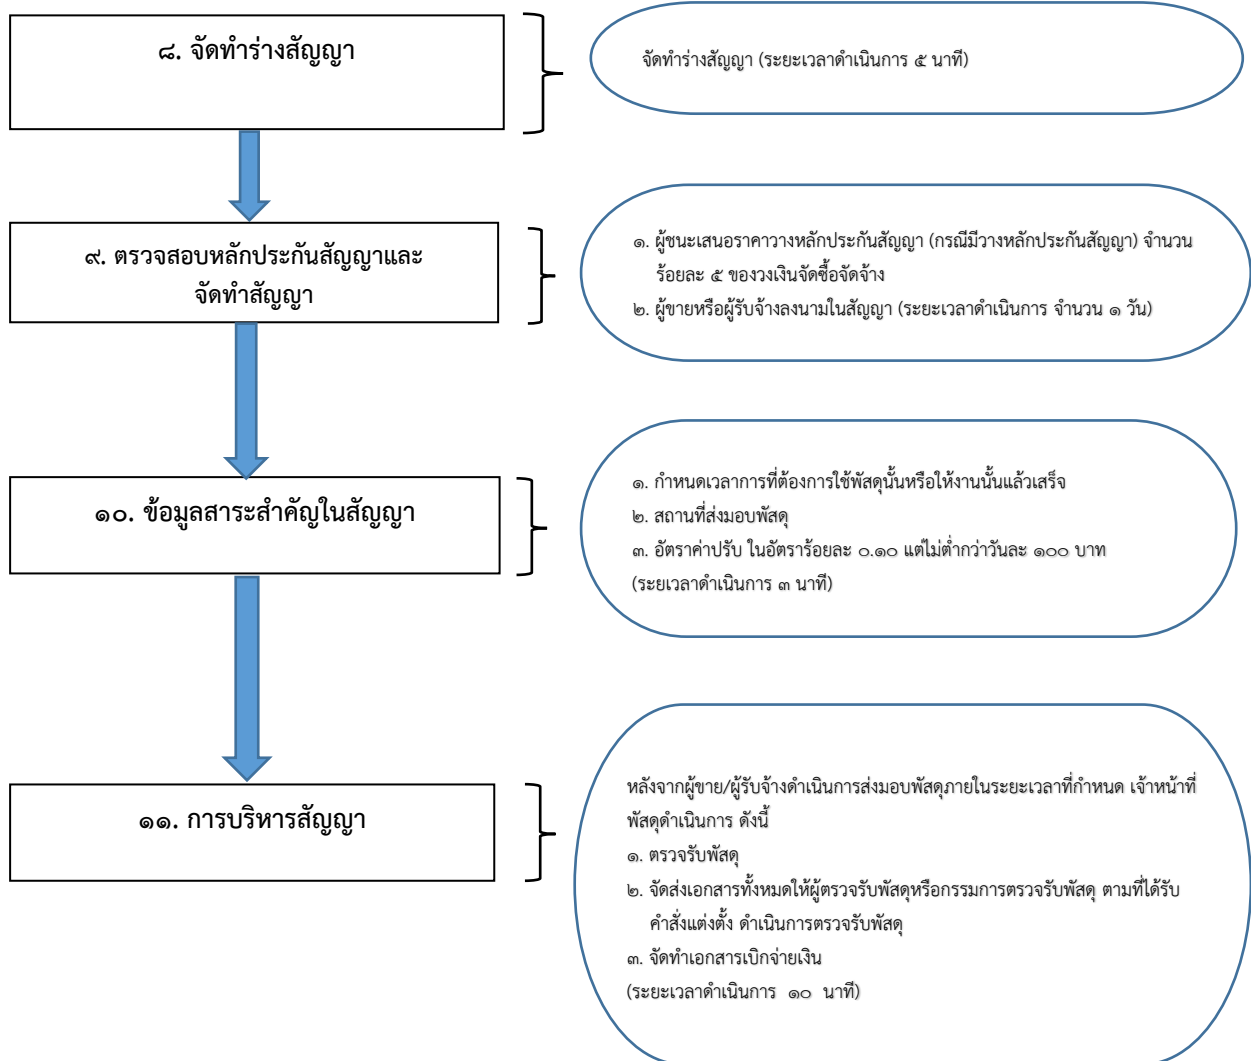 ๘. จัดทำร่างสัญญา
จัดทำร่างสัญญา (ระยะเวลาดำเนินการ ๕ นาที)
๙. ตรวจสอบหลักประกันสัญญาและ
จัดทำสัญญา
๑. ผู้ชนะเสนอราคาวางหลักประกันสัญญา (กรณีมีวางหลักประกันสัญญา) จำนวน
ร้อยละ ๕ ของวงเงินจัดซื้อจัดจ้าง
๒. ผู้ขายหรือผู้รับจ้างลงนามในสัญญา (ระยะเวลาดำเนินการ จำนวน ๑ วัน)
๑๐. ข้อมูลสาระสำคัญในสัญญา
๑. กำหนดเวลาการที่ต้องการใช้พัสดุนั้นหรือให้งานนั้นแล้วเสร็จ
๒. สถานที่ส่งมอบพัสดุ
๓. อัตราค่าปรับ ในอัตราร้อยละ ๐.๑๐ แต่ไม่ต่ำกว่าวันละ ๑๐๐ บาท
(ระยะเวลาดำเนินการ ๓ นาที)
๑๑. การบริหารสัญญา
หลังจากผู้ขาย/ผู้รับจ้างดำเนินการส่งมอบพัสดุภายในระยะเวลาที่กำหนด เจ้าหน้าที่
พัสดุดำเนินการ ดังนี้
๑. ตรวจรับพัสดุ
๒. จัดส่งเอกสารทั้งหมดให้ผู้ตรวจรับพัสดุหรือกรรมการตรวจรับพัสดุ ตามที่ได้รับ
คำสั่งแต่งตั้ง ดำเนินการตรวจรับพัสดุ
๓. จัดทำเอกสารเบิกจ่ายเงิน
(ระยะเวลาดำเนินการ ๑๐ นาที)